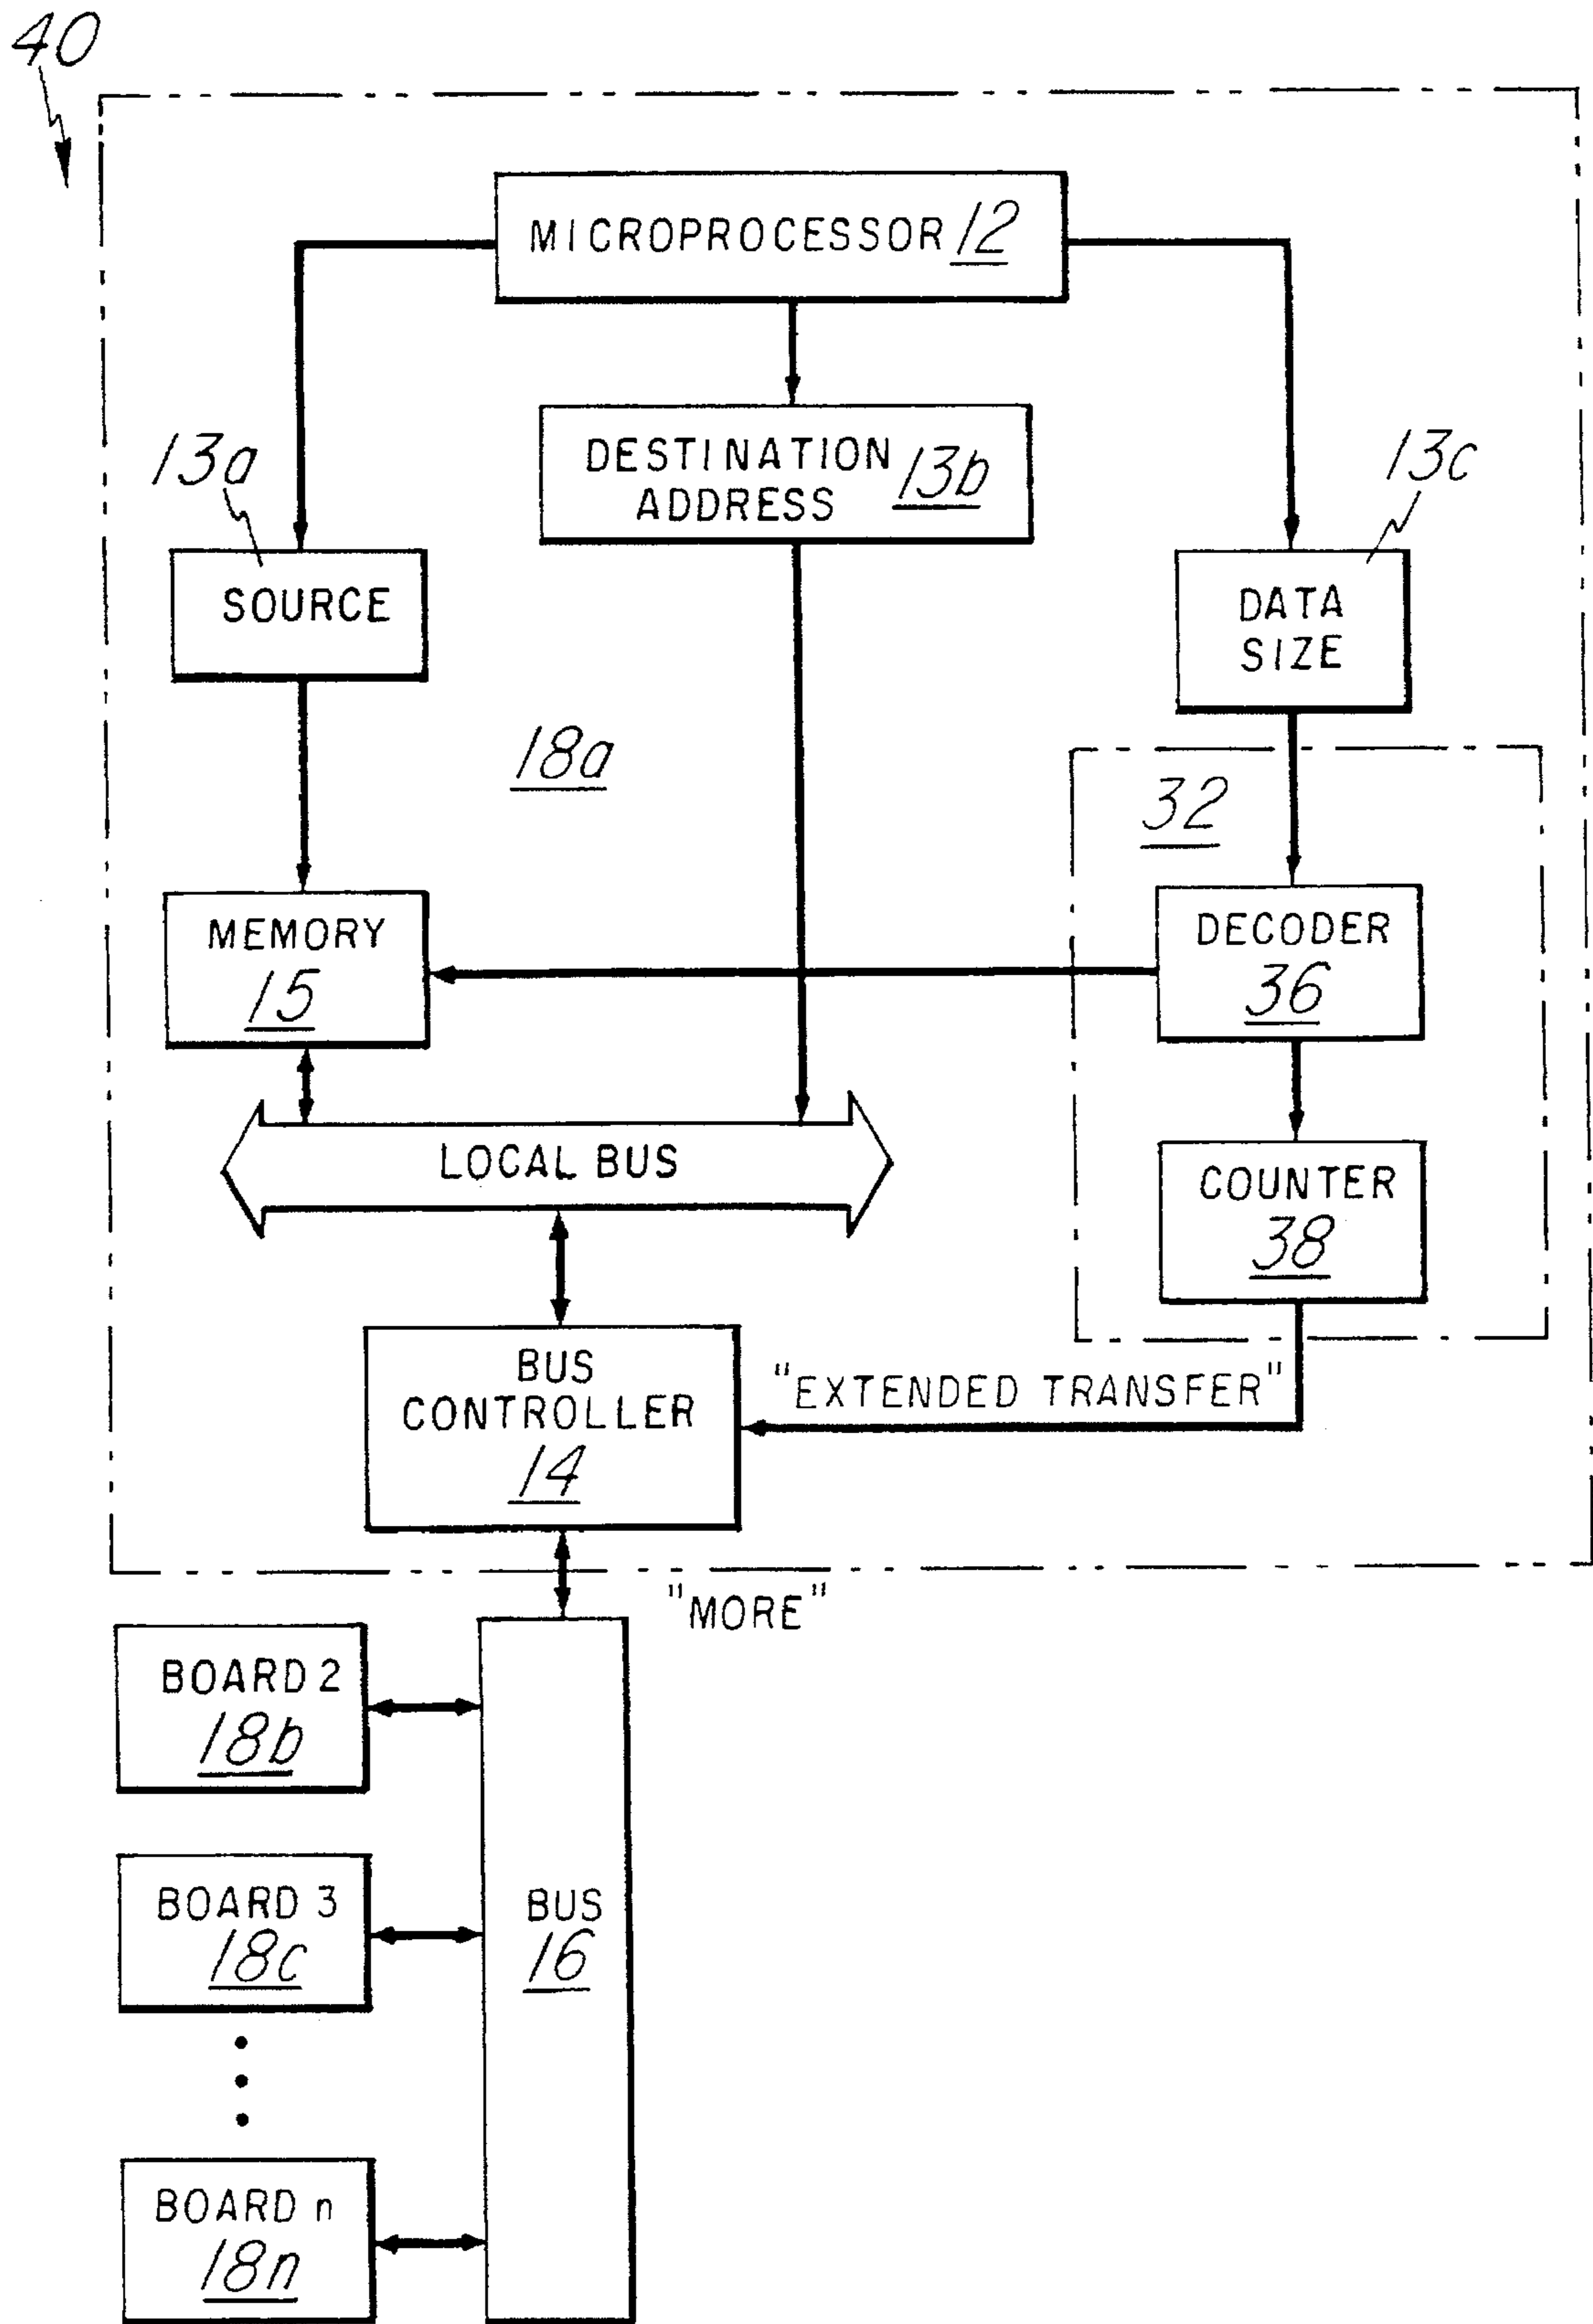 40
MICROPROCESSOR 12
13a
DESTINATION
ADDRESS 13b
13c
SOURCE
DATA
SIZE
18a
32
MEMORY
15
DECODER
36
LOCAL BUS
COUNTER
38
BUS
CONTROLLER
14
"EXTENDED TRANSFER"
"MORE"
BOARD 2
18b
BOARD 3
18c
BUS
16
BOARD n
18n